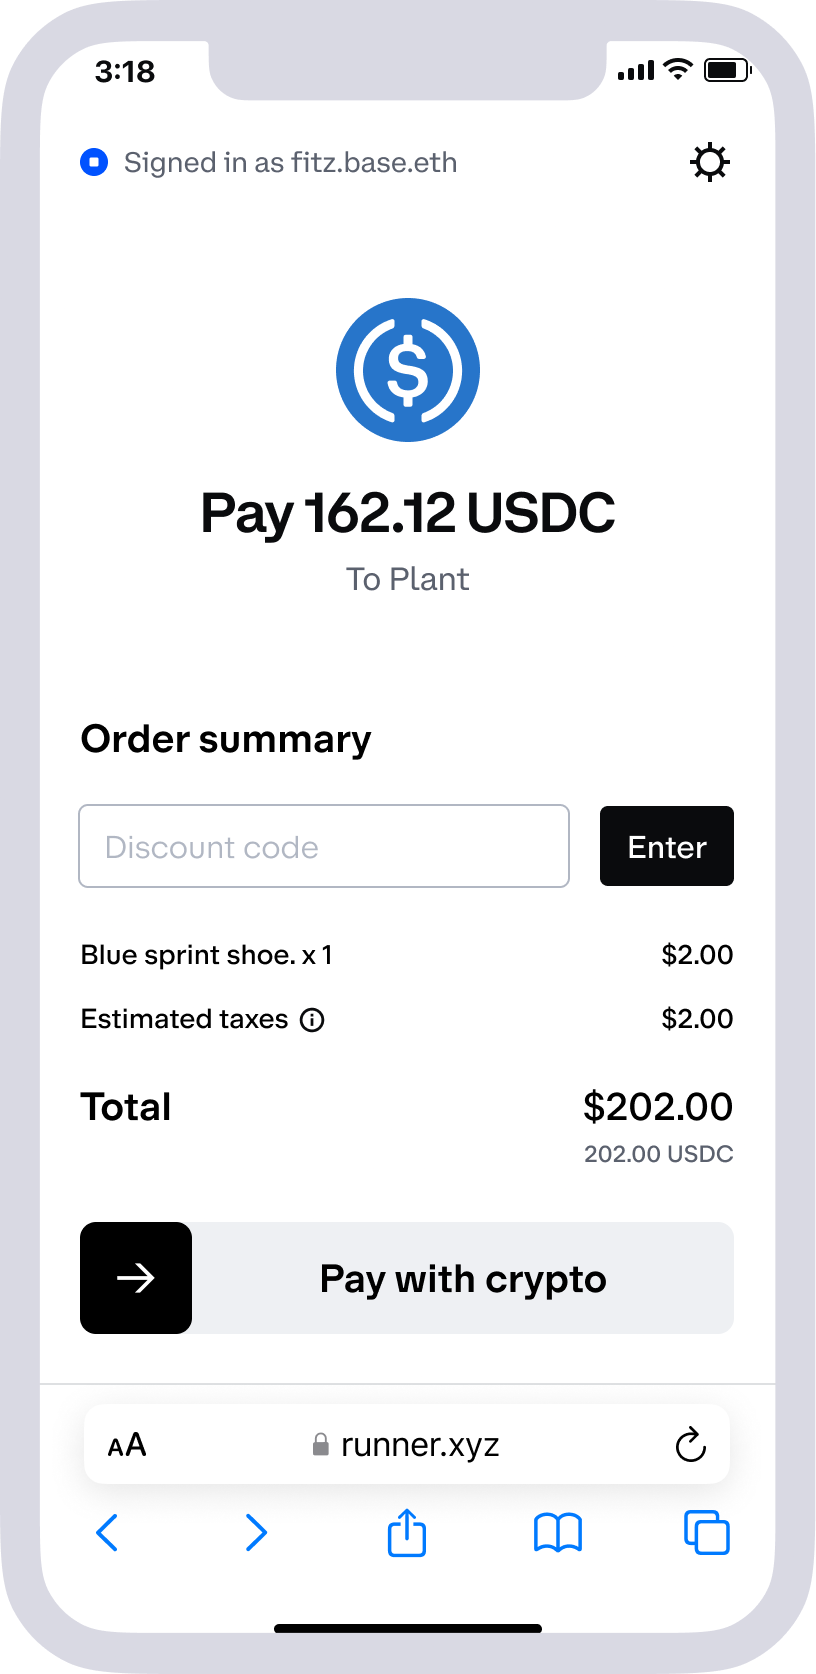 3:18
Signed in as fitz.base.eth
$
Pay 162.12 USDC
To Plant
Order summary
Discount code
Enter
Blue sprint shoe. x 1
$2.00
Estimated taxes
$2.00
Total
$202.00
202.00 USDC
Pay with crypto
AA
runner.xyz